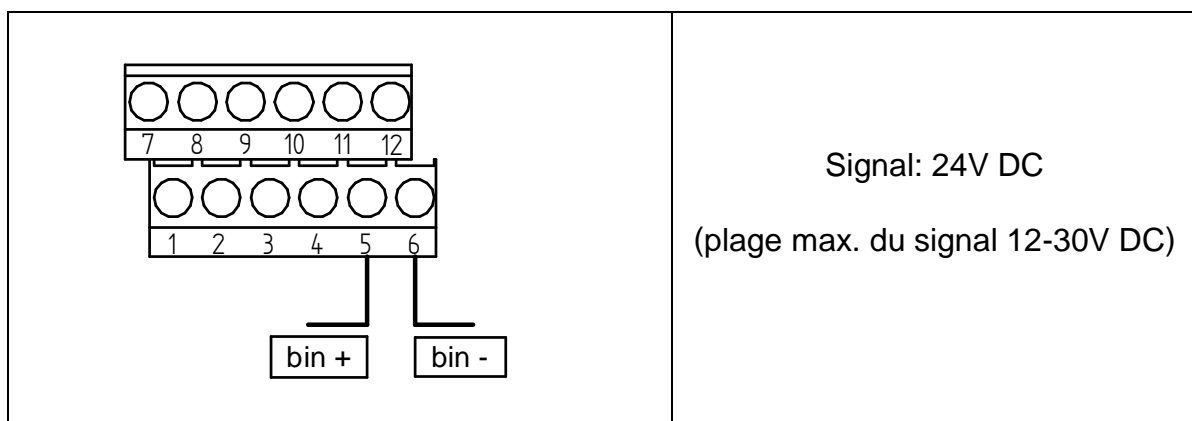 7 8 9 10 11 12
1 2 3 4 5 6
bin +
bin -
Signal: 24V DC
(plage max. du signal 12-30V DC)